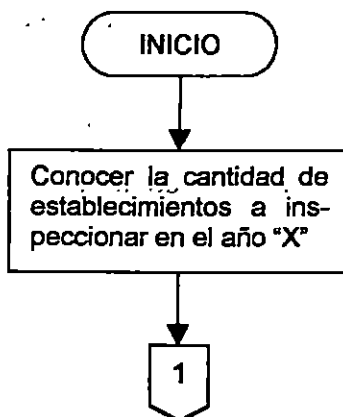 INICIO
Conocer la cantidad de
establecimientos a ins-
peccionar en el año "X"
1